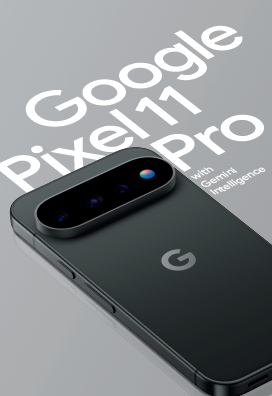 Google
Pixel 11
Pro
with
Gemini
Intelligence
G